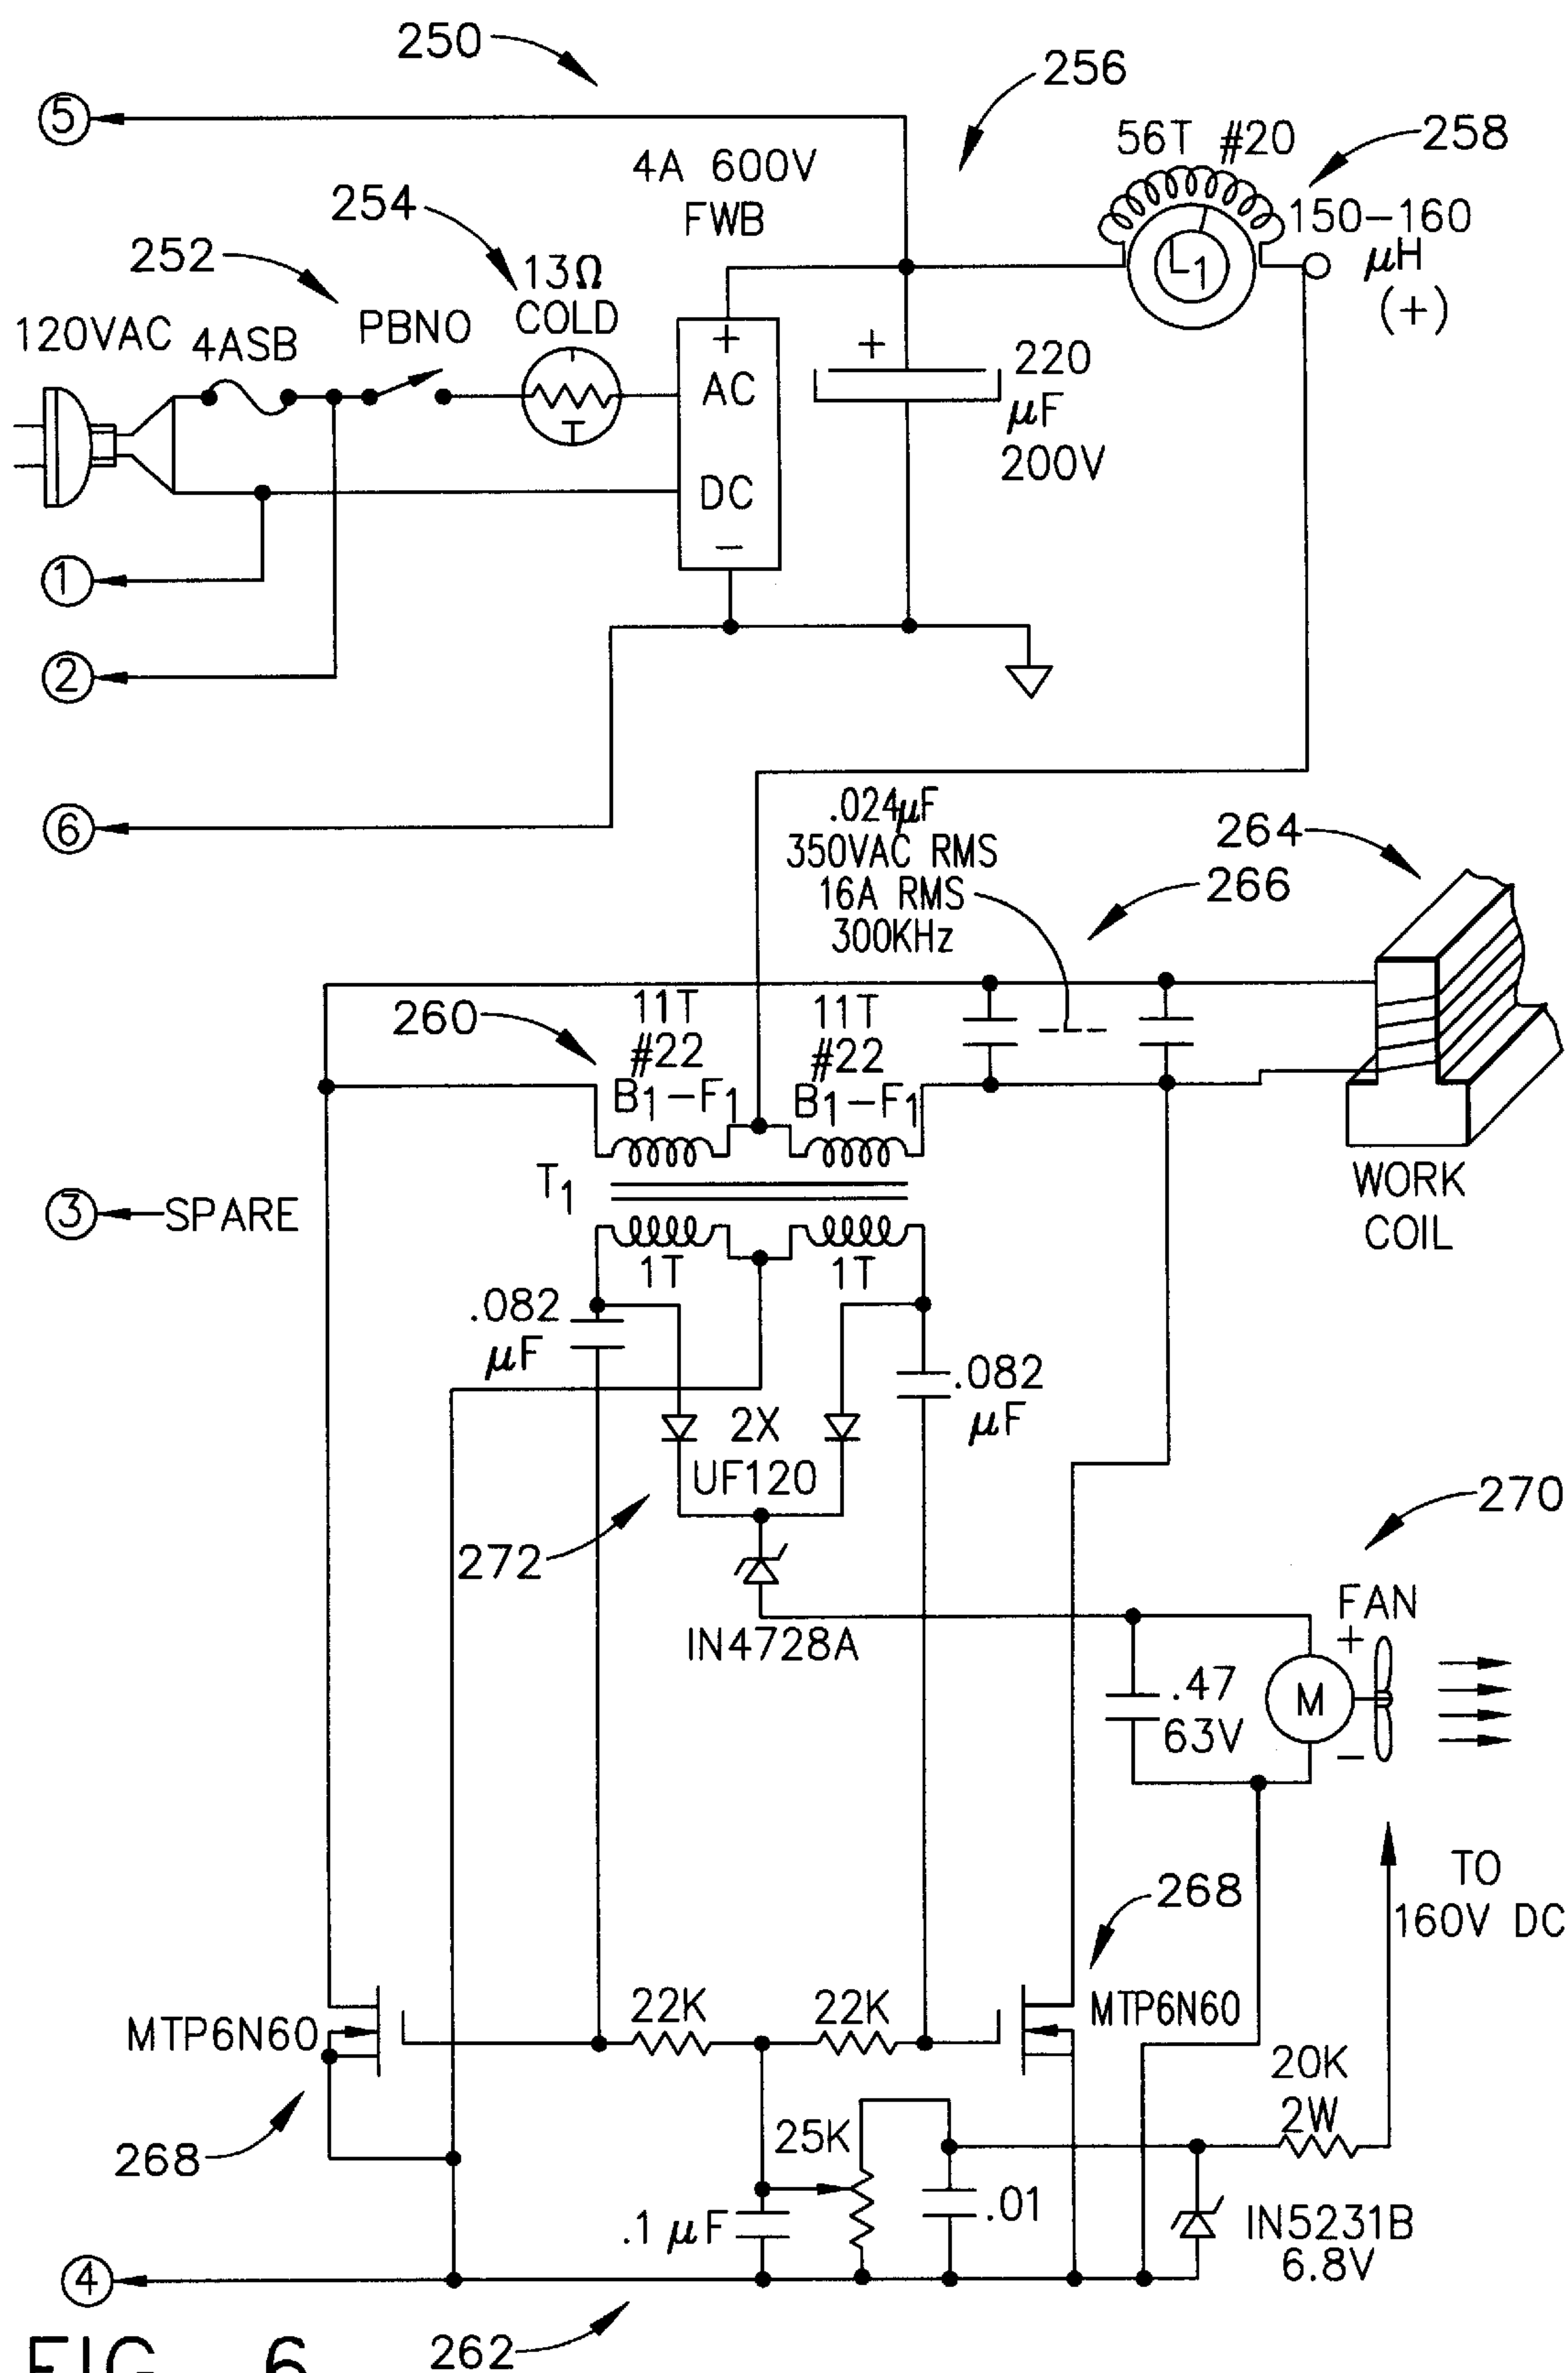 250
256
5
56T #20
258
4A 600V
FWB
254
150-160
μH
(+)
L1
252
13Ω
COLD
120VAC
4ASB
PBNO
T
+
AC
DC
-
+
220
μF
200V
1
2
6
.024μF
350VAC RMS
16A RMS
300KHz
264
266
260
11T
#22
B1-F1
11T
#22
B1-F1
T1
3
SPARE
1T
1T
WORK
COIL
.082
μF
.082
μF
2X
UF120
272
270
IN4728A
FAN
+
M
-
.47
63V
268
TO
160V DC
MTP6N60
22K
22K
MTP6N60
20K
2W
268
25K
.1 μF
.01
IN5231B
6.8V
4
262
FIG. 6